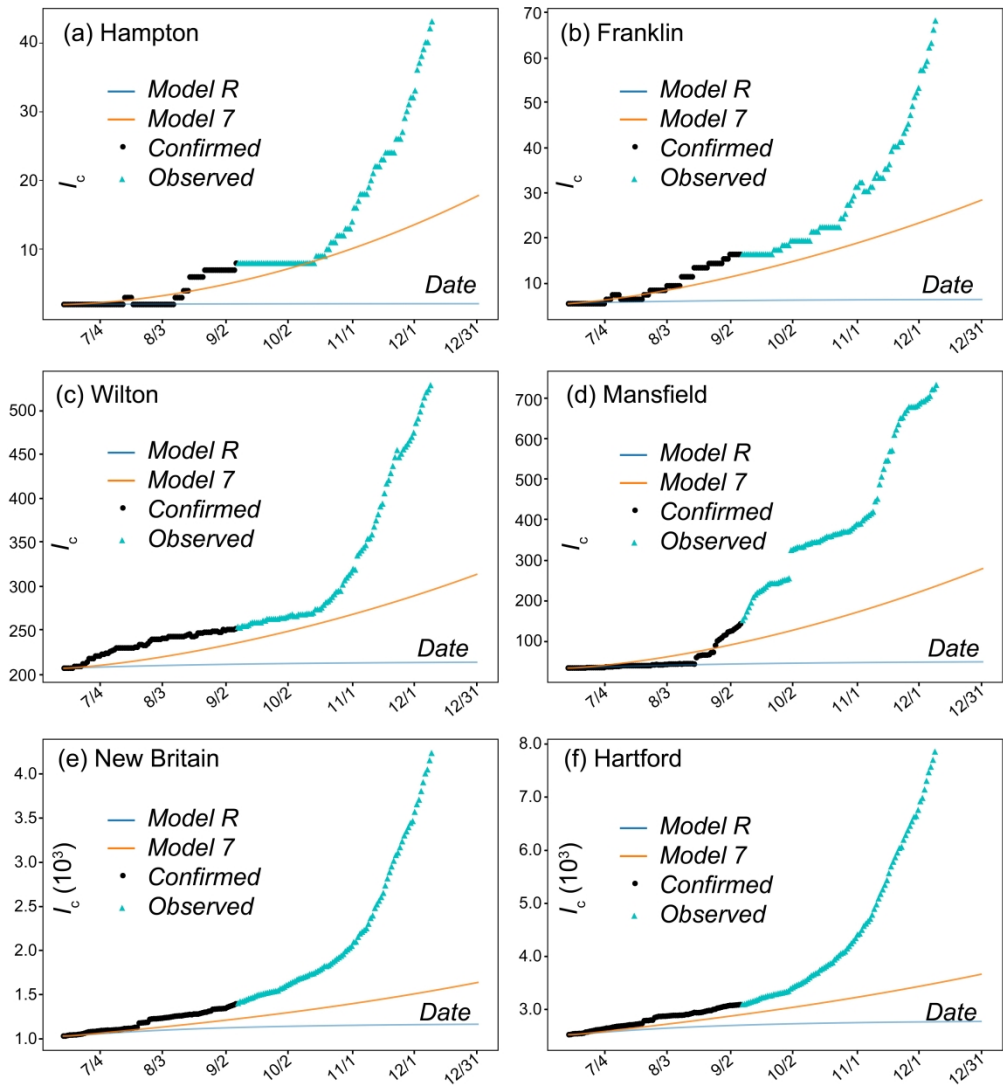 (a) Hampton
Model R
Model 7
Confirmed
Observed
I_c
40
30
20
10
Date
7/4 8/3 9/2 10/2 11/1 12/1 12/31
(b) Franklin
Model R
Model 7
Confirmed
Observed
I_c
70
60
50
40
30
20
10
Date
7/4 8/3 9/2 10/2 11/1 12/1 12/31
(c) Wilton
Model R
Model 7
Confirmed
Observed
I_c
500
450
400
350
300
250
200
Date
7/4 8/3 9/2 10/2 11/1 12/1 12/31
(d) Mansfield
Model R
Model 7
Confirmed
Observed
I_c
700
600
500
400
300
200
100
Date
7/4 8/3 9/2 10/2 11/1 12/1 12/31
(e) New Britain
Model R
Model 7
Confirmed
Observed
I_c (10³)
4.0
3.5
3.0
2.5
2.0
1.5
1.0
Date
7/4 8/3 9/2 10/2 11/1 12/1 12/31
(f) Hartford
Model R
Model 7
Confirmed
Observed
I_c (10³)
8.0
7.0
6.0
5.0
4.0
3.0
Date
7/4 8/3 9/2 10/2 11/1 12/1 12/31